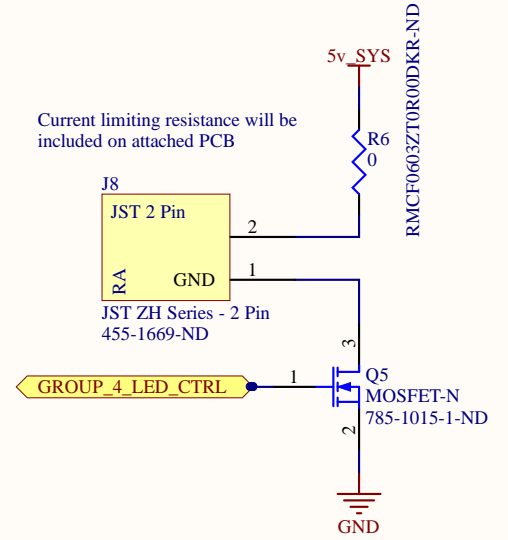 5v_SYS
RMCF0603ZT0R00DKR-ND
Current limiting resistance will be
included on attached PCB
R6
0
J8
JST 2 Pin
2
1
GND
RA
JST ZH Series - 2 Pin
455-1669-ND
3
GROUP_4_LED_CTRL
1
Q5
MOSFET-N
785-1015-1-ND
2
GND